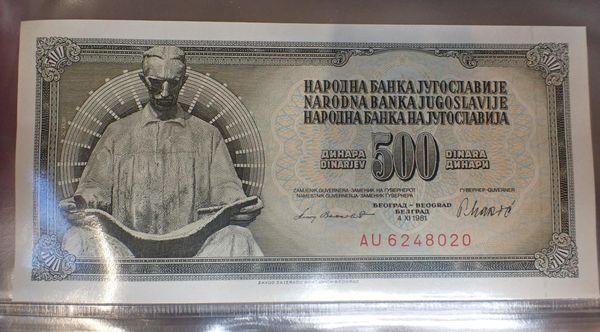 НАРОДНА БАНКА ЈУГОСЛАВИЈЕ
NARODNA BANKA JUGOSLAVIJE
НАРОДНА БАНКА НА ЈУГОСЛАВИЈА
ДИНАРА 500 DINARA
DINARJEV ДИНАРИ
ZAMJENIK GUVERNERA-ЗАМЕНИК НА ГУВЕРНЕРОТ ГУВЕРНЕР-GUVERNER
NAMESTNIK GUVERNERJA-ЗАМЕНИК ГУВЕРНЕРА
БЕОГРАД – BEOGRAD
БЕЛГРАД
4 XI 1981
AU 6248020